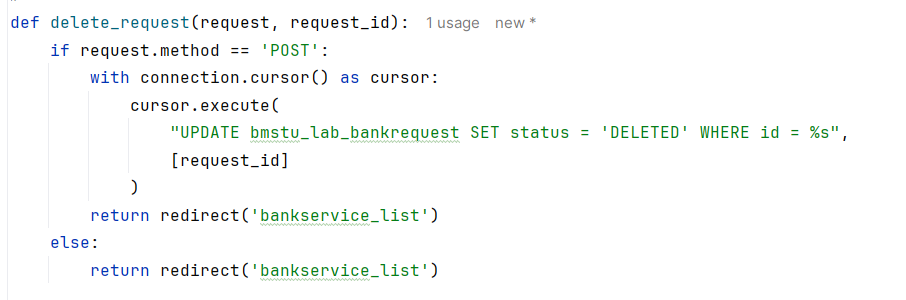 def delete_request(request, request_id): 1 usage new *
    if request.method == 'POST':
        with connection.cursor() as cursor:
            cursor.execute(
                "UPDATE bmstu_lab_bankrequest SET status = 'DELETED' WHERE id = %s",
                [request_id]
            )
        return redirect('bankservice_list')
    else:
        return redirect('bankservice_list')